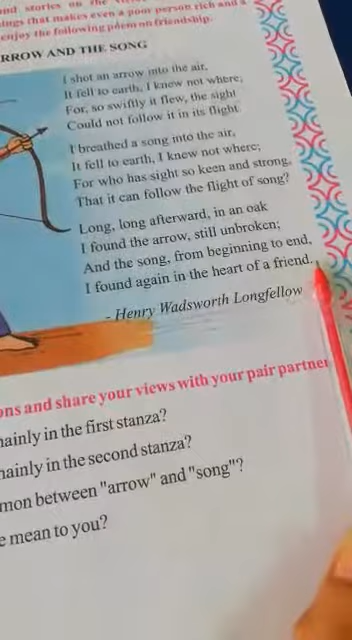 and stories on the
ings that makes even a poor person rich and a
enjoy the following poem on friendship.
RROW AND THE SONG
I shot an arrow into the air,
It fell to earth, I knew not where;
For, so swiftly it flew, the sight
Could not follow it in its flight.
I breathed a song into the air,
It fell to earth, I knew not where;
For who has sight so keen and strong,
That it can follow the flight of song?
Long, long afterward, in an oak
I found the arrow, still unbroken;
And the song, from beginning to end,
I found again in the heart of a friend.
- Henry Wadsworth Longfellow
ons and share your views with your pair partner
mainly in the first stanza?
mainly in the second stanza?
mon between "arrow" and "song"?
e mean to you?